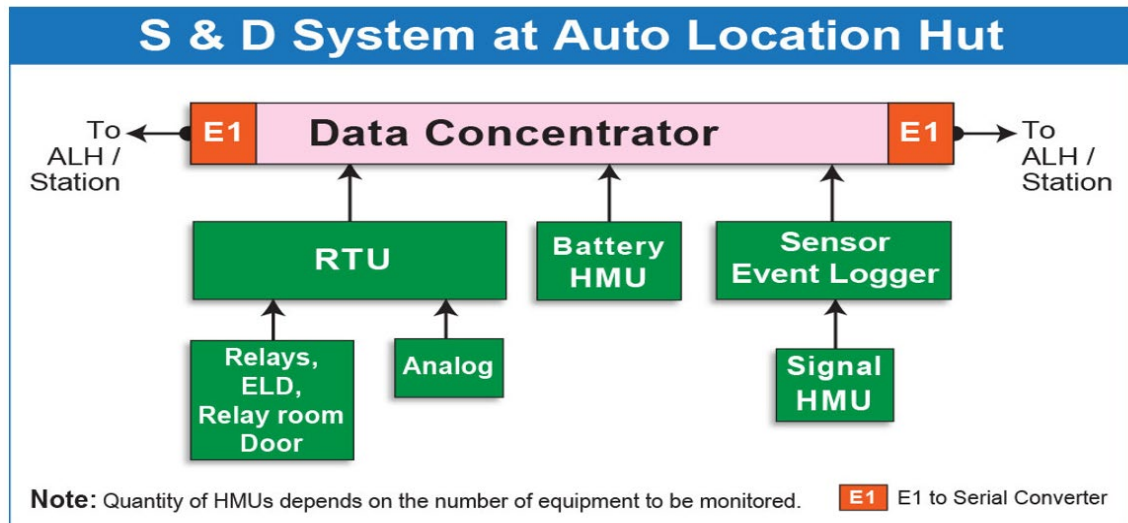 S & D System at Auto Location Hut
To
ALH /
Station
E1
Data Concentrator
E1
To
ALH /
Station
RTU
Battery
HMU
Sensor
Event Logger
Relays,
ELD,
Relay room
Door
Analog
Signal
HMU
Note: Quantity of HMUs depends on the number of equipment to be monitored.
E1 E1 to Serial Converter